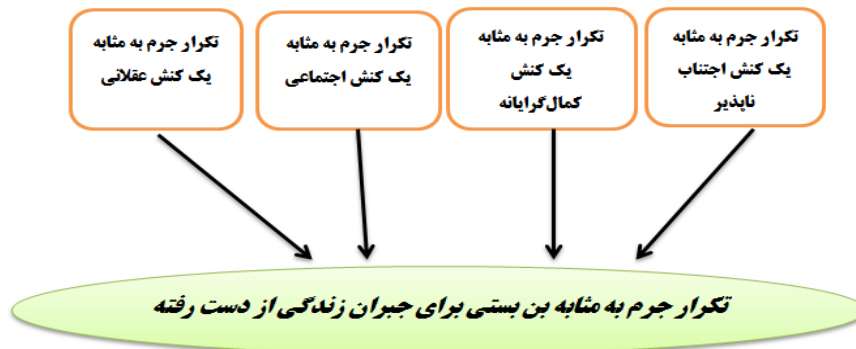 تکرار جرم به مثابه
یک کنش اجتناب
ناپذیر
تکرار جرم به مثابه
یک کنش
کمال‌گرایانه
تکرار جرم به مثابه
یک کنش اجتماعی
تکرار جرم به مثابه
یک کنش عقلانی
تکرار جرم به مثابه بن بستی برای جبران زندگی از دست رفته